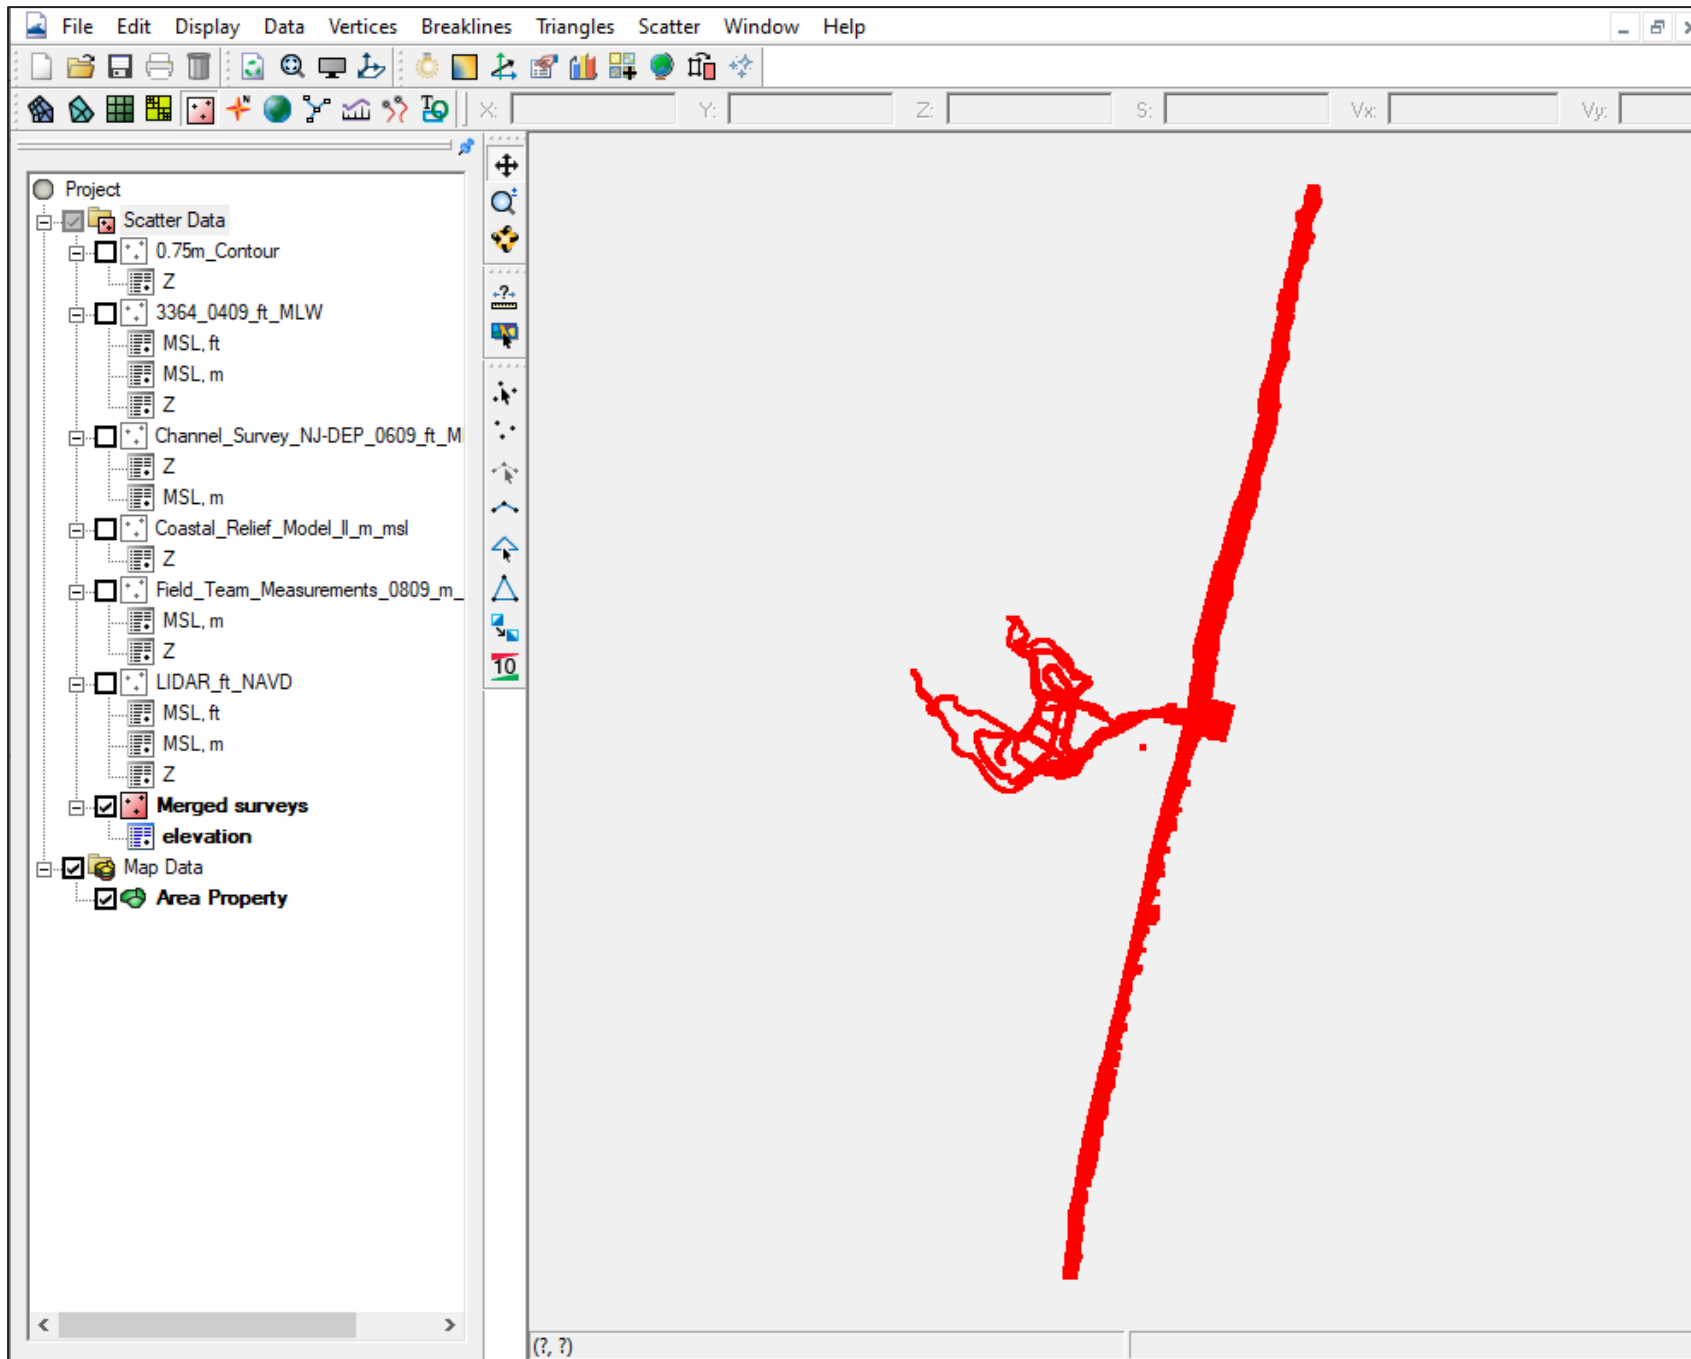 File Edit Display Data Vertices Breaklines Triangles Scatter Window Help
X: Y: Z: S: Vx: Vy:
Project
Scatter Data
0.75m_Contour
Z
3364_0409_ft_MLW
MSL, ft
MSL, m
Z
Channel_Survey_NJ-DEP_0609_ft_M
Z
MSL, m
Coastal_Relief_Model_II_m_msl
Z
Field_Team_Measurements_0809_m_
MSL, m
Z
LIDAR_ft_NAVD
MSL, ft
MSL, m
Z
Merged surveys
elevation
Map Data
Area Property
10
(?, ?)